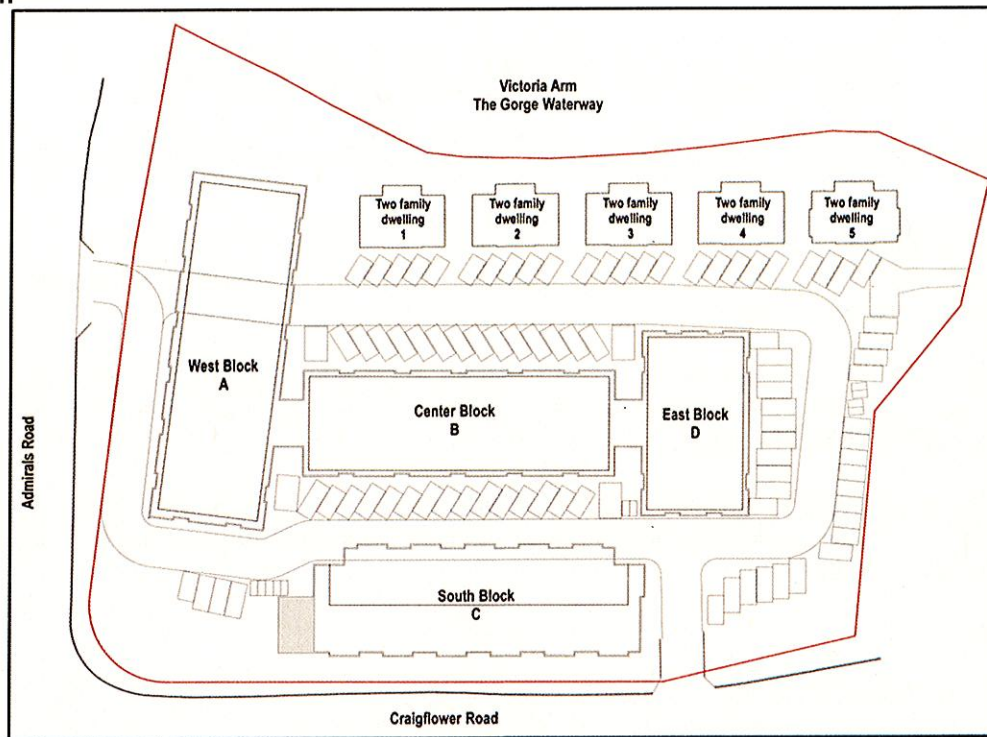 Victoria Arm
The Gorge Waterway
Two family
dwelling
1
Two family
dwelling
2
Two family
dwelling
3
Two family
dwelling
4
Two family
dwelling
5
West Block
A
Center Block
B
East Block
D
Admirals Road
South Block
C
Craigflower Road